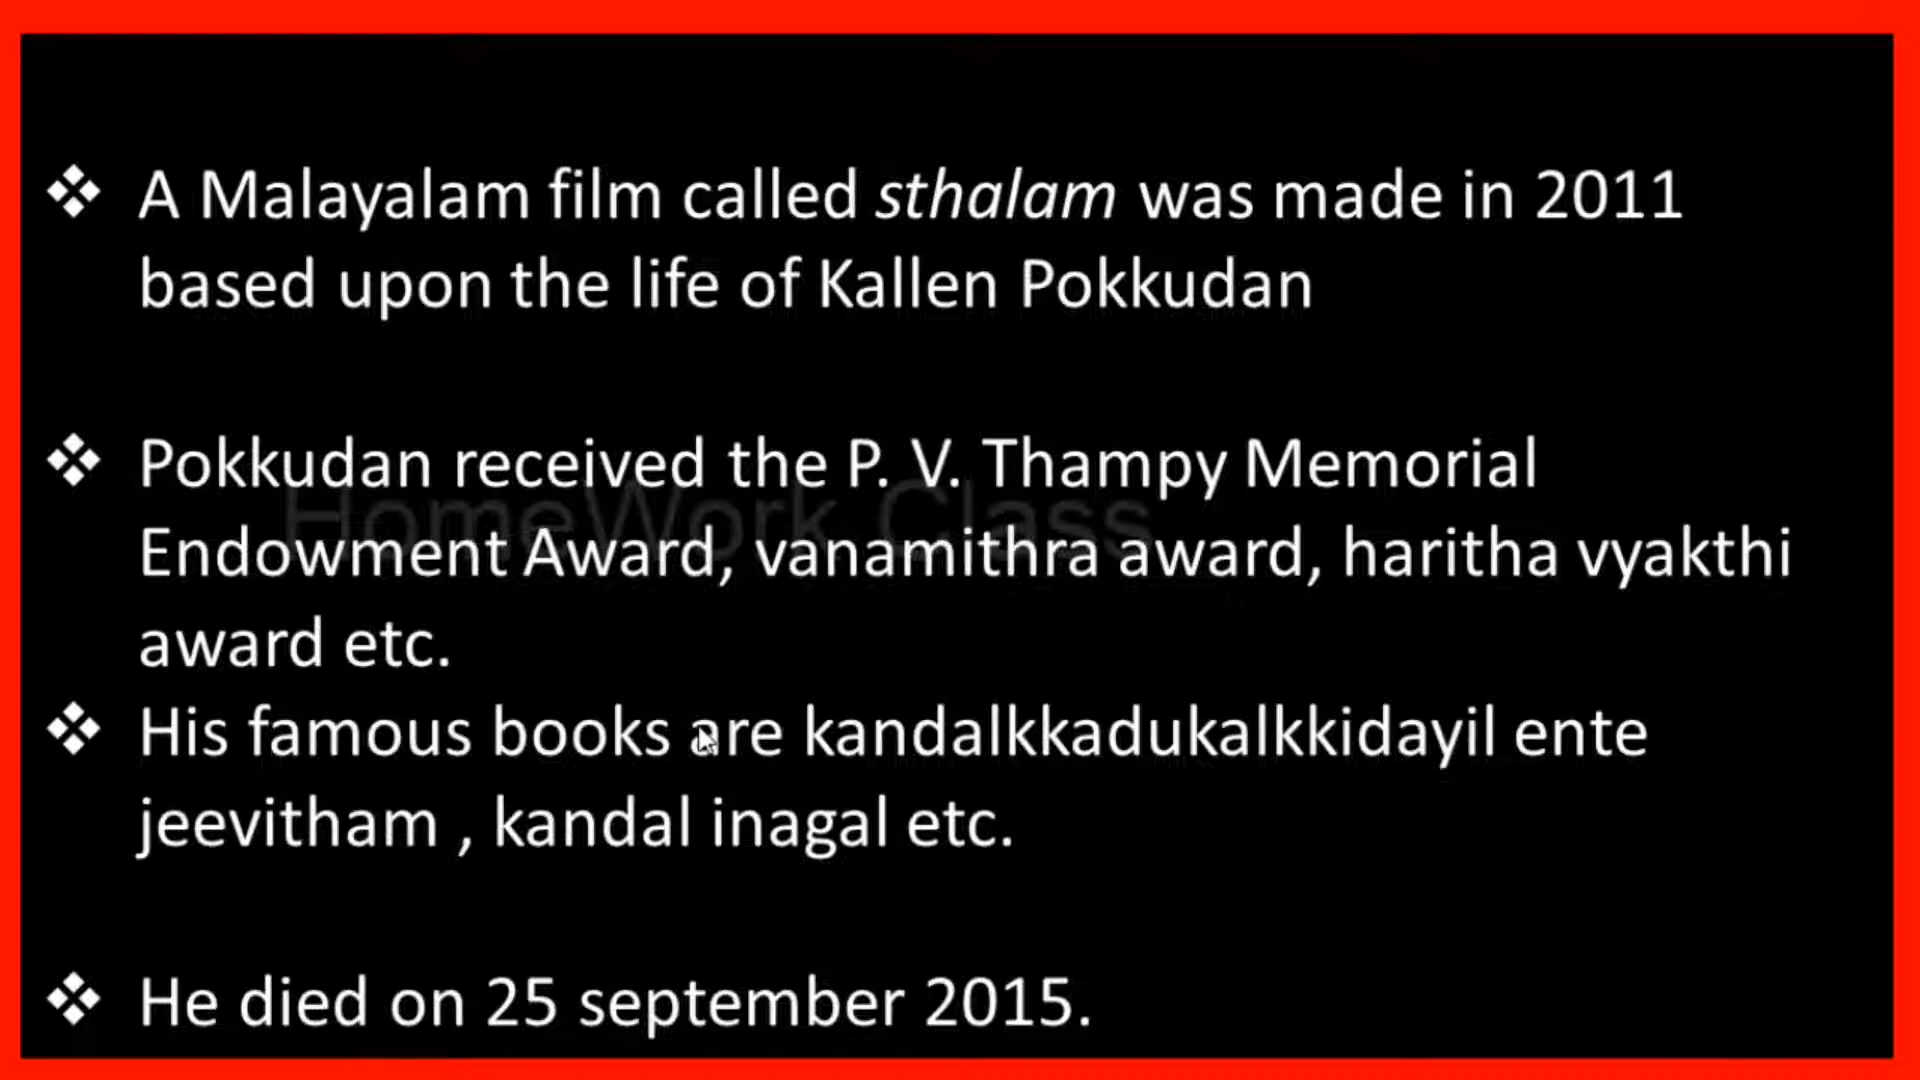 ❖ A Malayalam film called sthalam was made in 2011
based upon the life of Kallen Pokkudan
❖ Pokkudan received the P. V. Thampy Memorial
HomeWork Class
Endowment Award, vanamithra award, haritha vyakthi
award etc.
❖ His famous books are kandalkkadukalkkidayil ente
jeevitham , kandal inagal etc.
❖ He died on 25 september 2015.